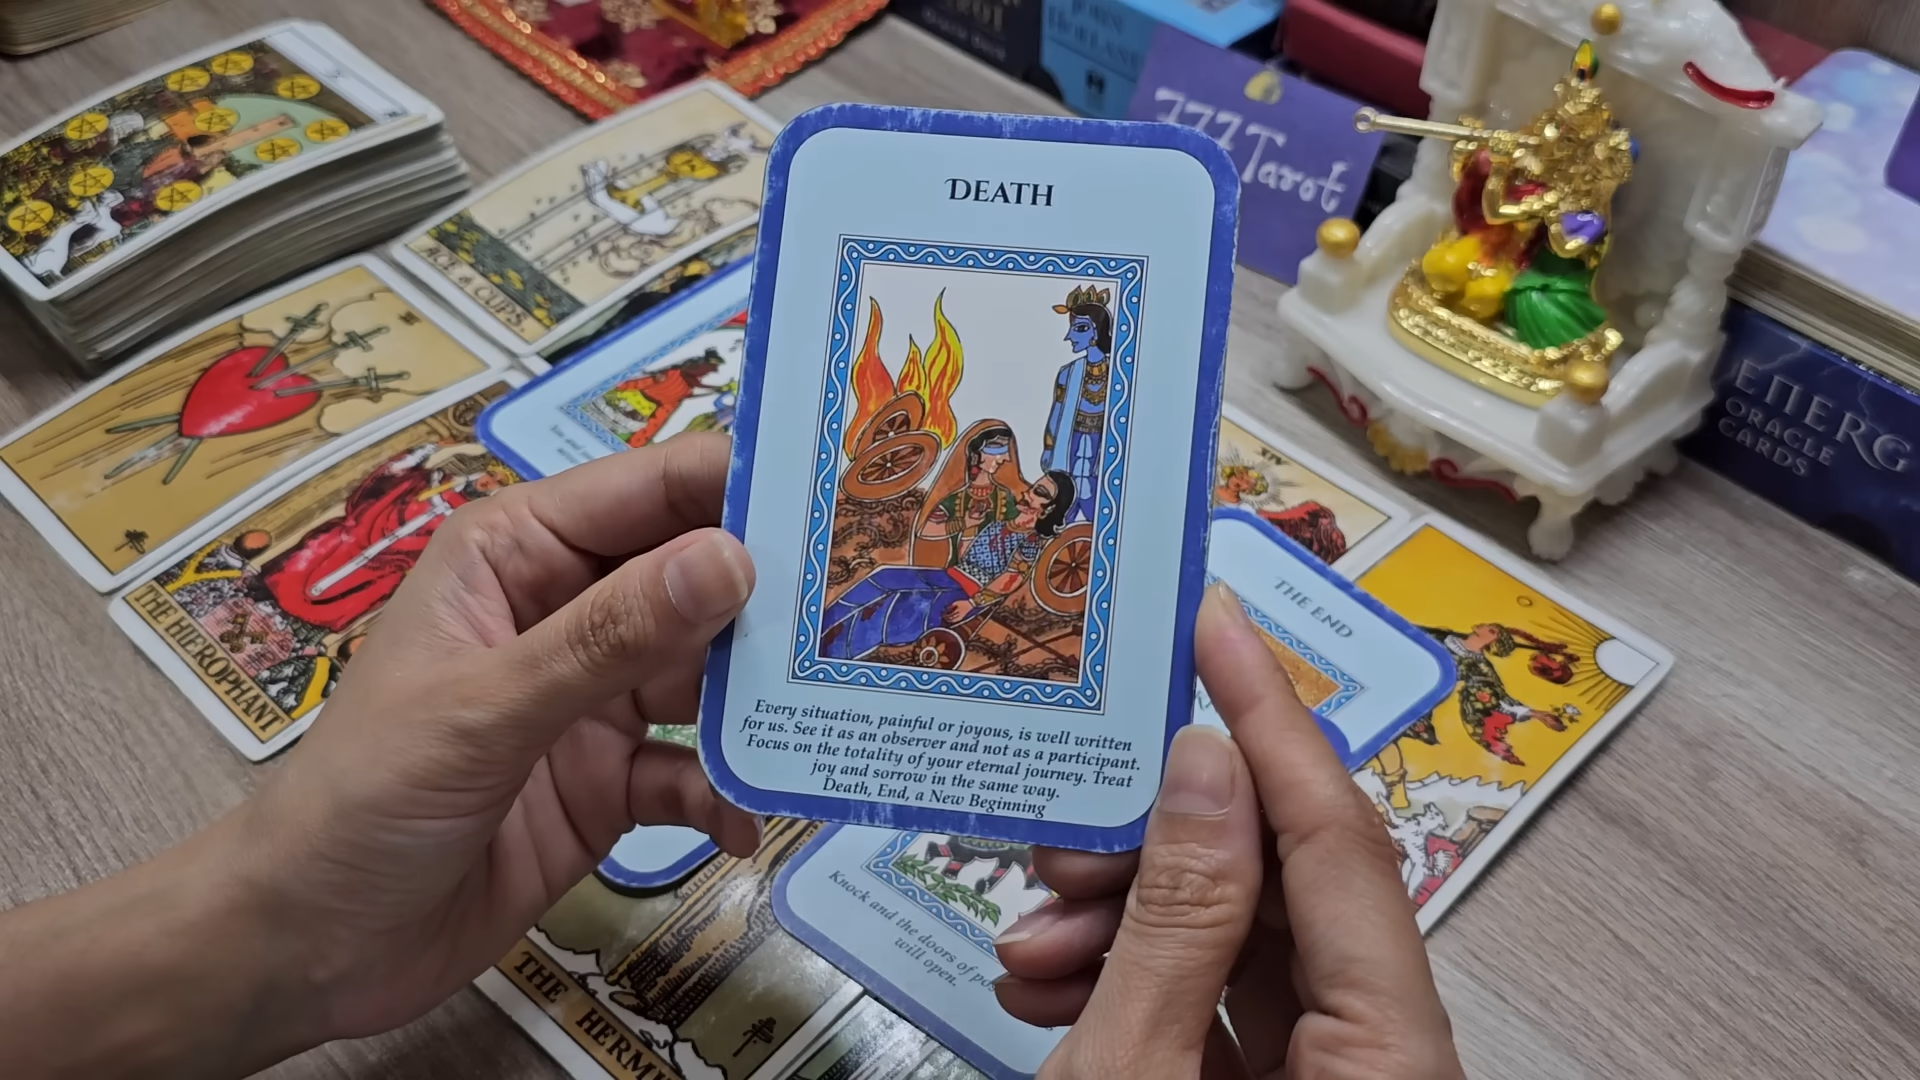 DEATH
Every situation, painful or joyous, is well written
for us. See it as an observer and not as a participant.
Focus on the totality of your eternal journey. Treat
joy and sorrow in the same way.
Death, End, a New Beginning
777 Tarot
ACE of CUPS.
III
THE HIEROPHANT
XIV
THE END
ORACLE
CARDS
Knock and the doors of
will open.
THE HERMI